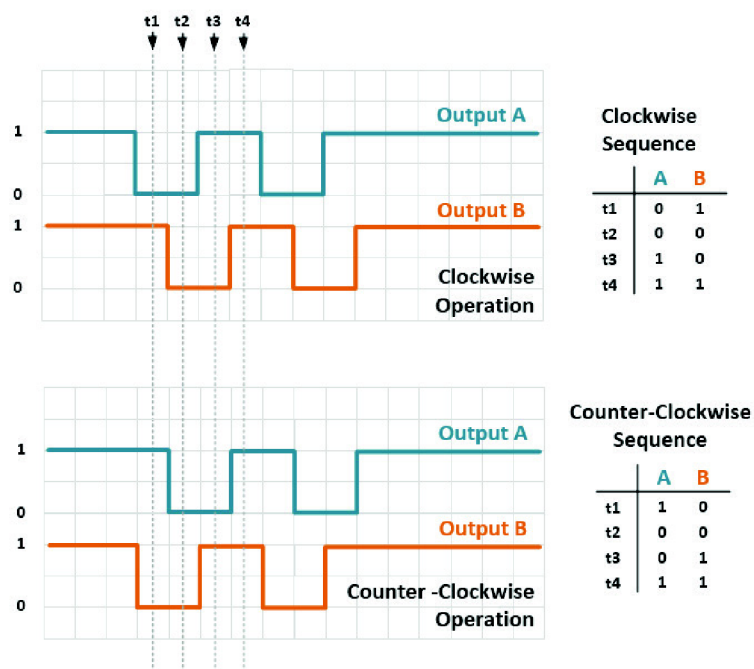 t1 t2 t3 t4
Output A
1
0
Output B
1
0
Clockwise
Operation
Clockwise
Sequence
A B
t1 0 1
t2 0 0
t3 1 0
t4 1 1
Output A
1
0
Output B
1
0
Counter -Clockwise
Operation
Counter-Clockwise
Sequence
A B
t1 1 0
t2 0 0
t3 0 1
t4 1 1